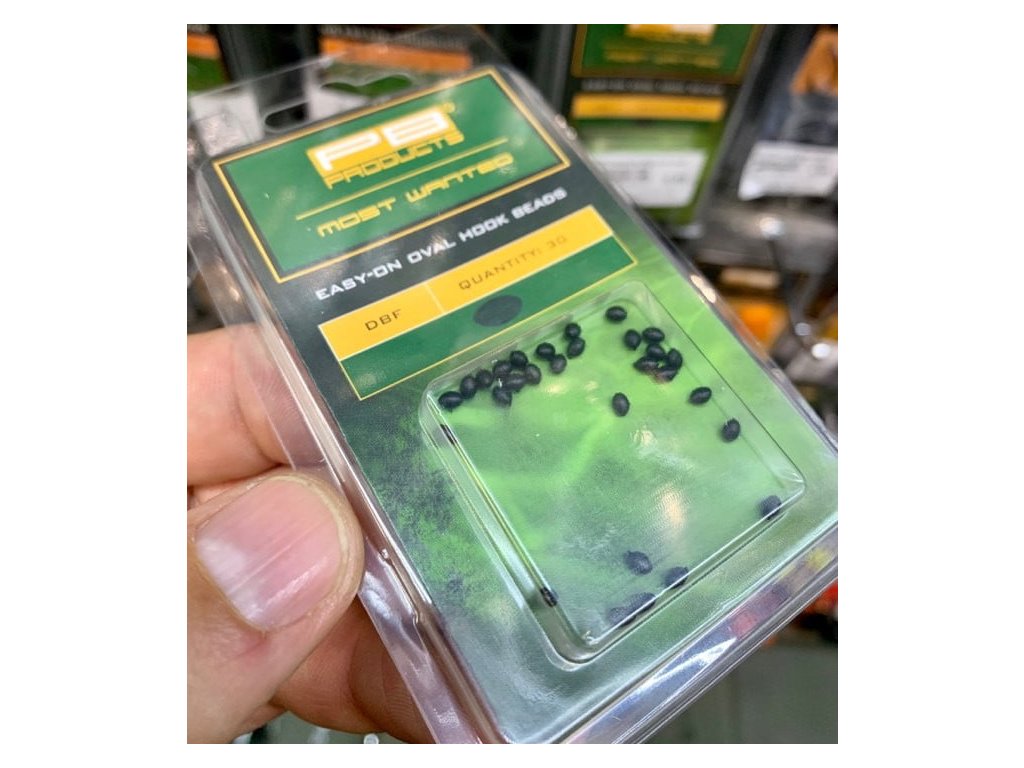 PB®
PRODUCTS
MOST WANTED
EASY-ON OVAL HOOK BEADS
DBF QUANTITY: 30